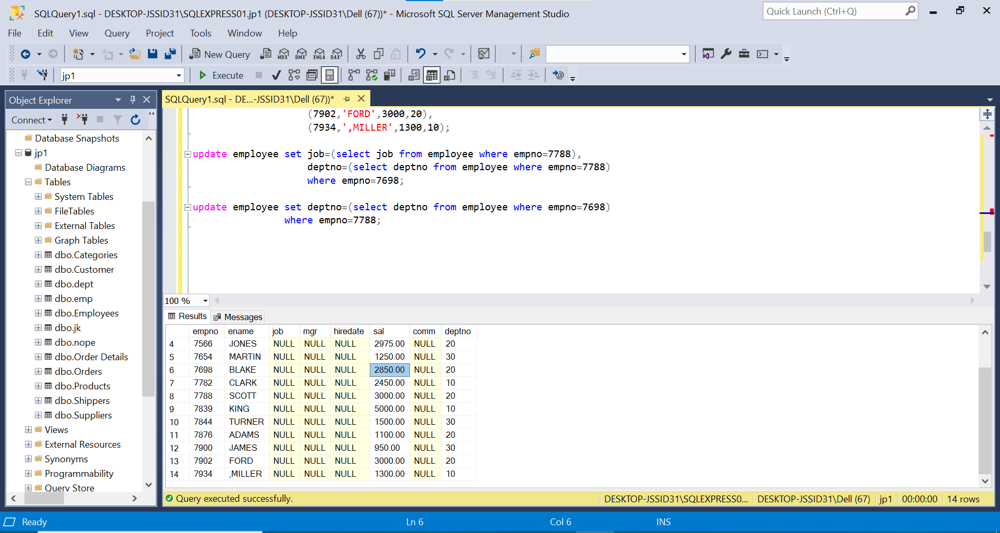 SQLQuery1.sql - DESKTOP-JSSID31\SQLEXPRESS01.jp1 (DESKTOP-JSSID31\Dell (67))* - Microsoft SQL Server Management Studio
Quick Launch (Ctrl+Q)
File Edit View Query Project Tools Window Help
New Query MDX DMX XMLA DAX
jp1 Execute
Object Explorer
Connect
Database Snapshots
jp1
Database Diagrams
Tables
System Tables
FileTables
External Tables
Graph Tables
dbo.Categories
dbo.Customer
dbo.dept
dbo.emp
dbo.Employees
dbo.jk
dbo.nope
dbo.Order Details
dbo.Orders
dbo.Products
dbo.Shippers
dbo.Suppliers
Views
External Resources
Synonyms
Programmability
Query Store
SQLQuery1.sql - DE...-JSSID31\Dell (67))*
(7902,'FORD',3000,20),
(7934,',MILLER',1300,10);
update employee set job=(select job from employee where empno=7788),
deptno=(select deptno from employee where empno=7788)
where empno=7698;
update employee set deptno=(select deptno from employee where empno=7698)
where empno=7788;
100 %
Results Messages
empno ename job mgr hiredate sal comm deptno
4 7566 JONES NULL NULL NULL 2975.00 NULL 20
5 7654 MARTIN NULL NULL NULL 1250.00 NULL 30
6 7698 BLAKE NULL NULL NULL 2850.00 NULL 20
7 7782 CLARK NULL NULL NULL 2450.00 NULL 10
8 7788 SCOTT NULL NULL NULL 3000.00 NULL 20
9 7839 KING NULL NULL NULL 5000.00 NULL 10
10 7844 TURNER NULL NULL NULL 1500.00 NULL 30
11 7876 ADAMS NULL NULL NULL 1100.00 NULL 20
12 7900 JAMES NULL NULL NULL 950.00 NULL 30
13 7902 FORD NULL NULL NULL 3000.00 NULL 20
14 7934 ,MILLER NULL NULL NULL 1300.00 NULL 10
Query executed successfully. DESKTOP-JSSID31\SQLEXPRESS0... DESKTOP-JSSID31\Dell (67) jp1 00:00:00 14 rows
Ready Ln 6 Col 6 INS